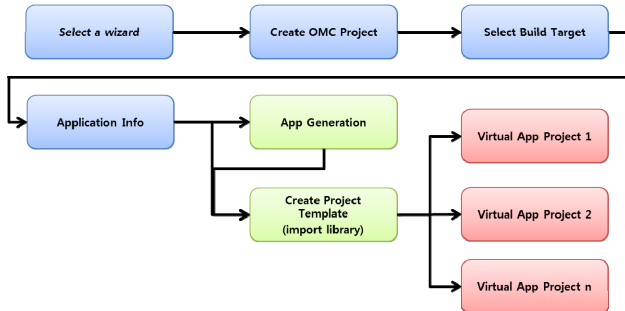 Select a wizard
Create OMC Project
Select Build Target
Application Info
App Generation
Create Project
Template
(import library)
Virtual App Project 1
Virtual App Project 2
Virtual App Project n